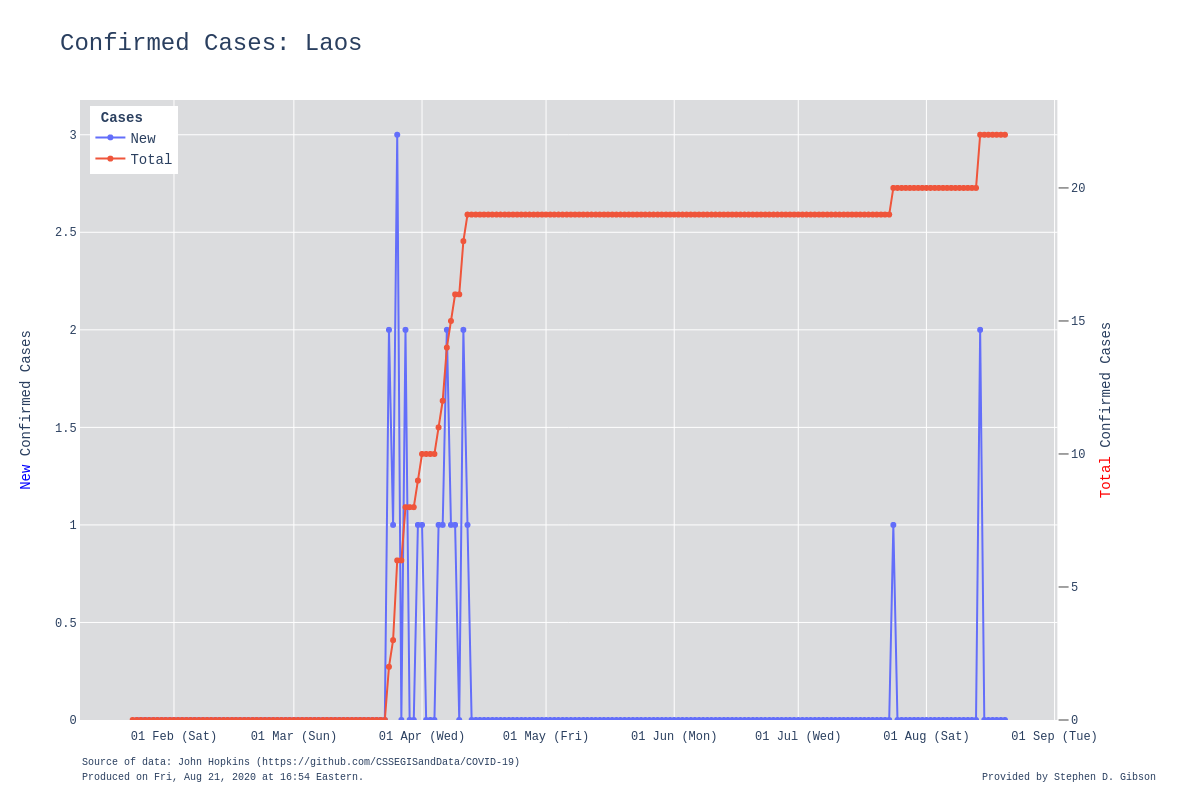 Confirmed Cases: Laos
Cases
New
Total
3
2.5
2
1.5
1
0.5
0
20
15
10
5
0
New Confirmed Cases
Total Confirmed Cases
01 Feb (Sat) 01 Mar (Sun) 01 Apr (Wed) 01 May (Fri) 01 Jun (Mon) 01 Jul (Wed) 01 Aug (Sat) 01 Sep (Tue)
Source of data: John Hopkins (https://github.com/CSSEGISandData/COVID-19)
Produced on Fri, Aug 21, 2020 at 16:54 Eastern.
Provided by Stephen D. Gibson